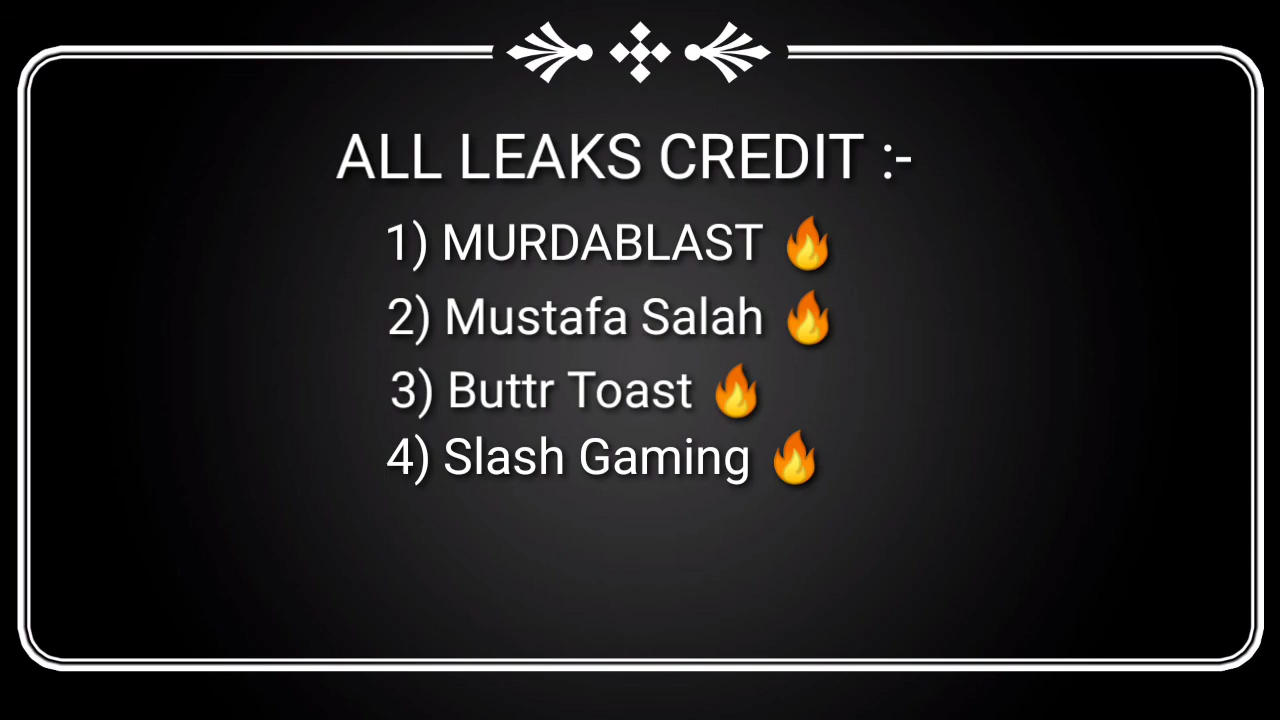 ALL LEAKS CREDIT :-
1) MURDABLAST 🔥
2) Mustafa Salah 🔥
3) Buttr Toast 🔥
4) Slash Gaming 🔥